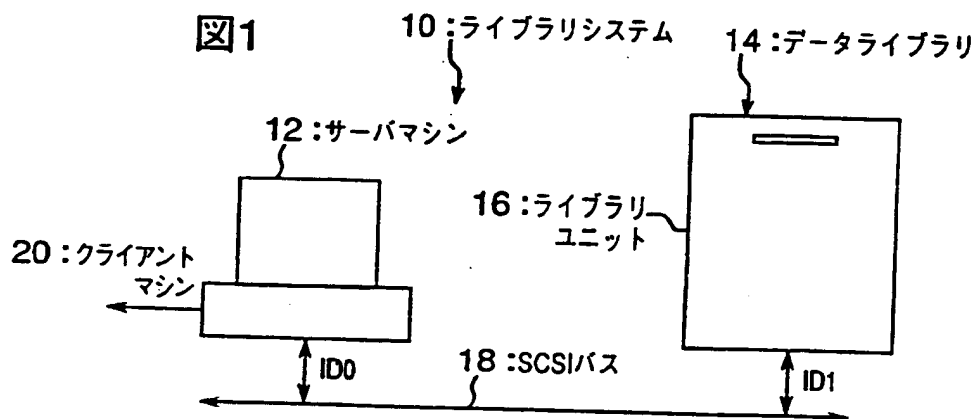 図1
10:ライブラリシステム
14:データライブラリ
12:サーバマシン
16:ライブラリ
ユニット
20:クライアント
マシン
ID0
18:SCSIバス
ID1